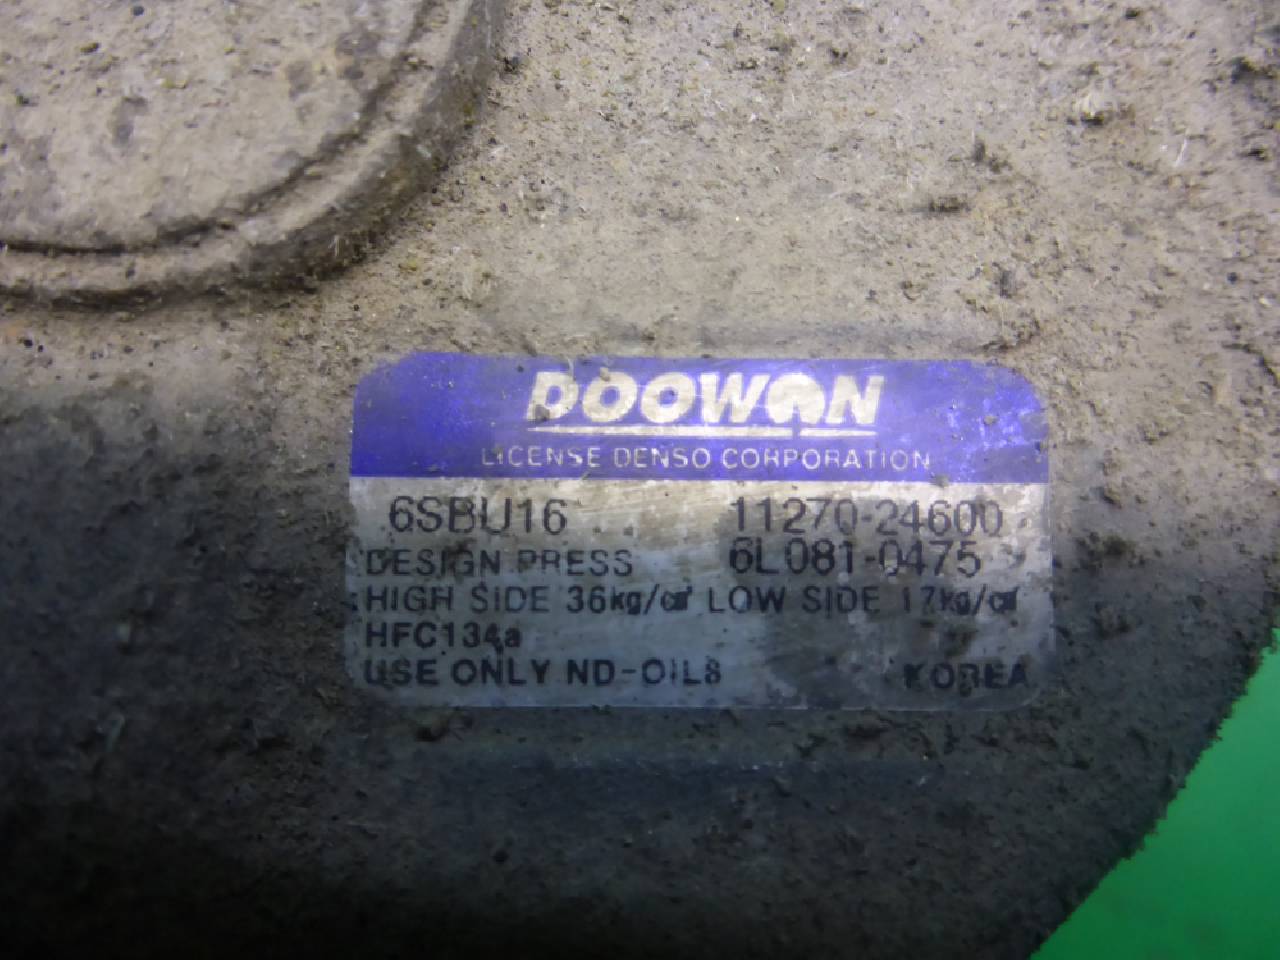 DOOWON
LICENSE DENSO CORPORATION
6SBU16 11270-24600
DESIGN PRESS 6L081-0475
HIGH SIDE 36kg/cm² LOW SIDE 17kg/cm²
HFC134a
USE ONLY ND-OIL8 KOREA